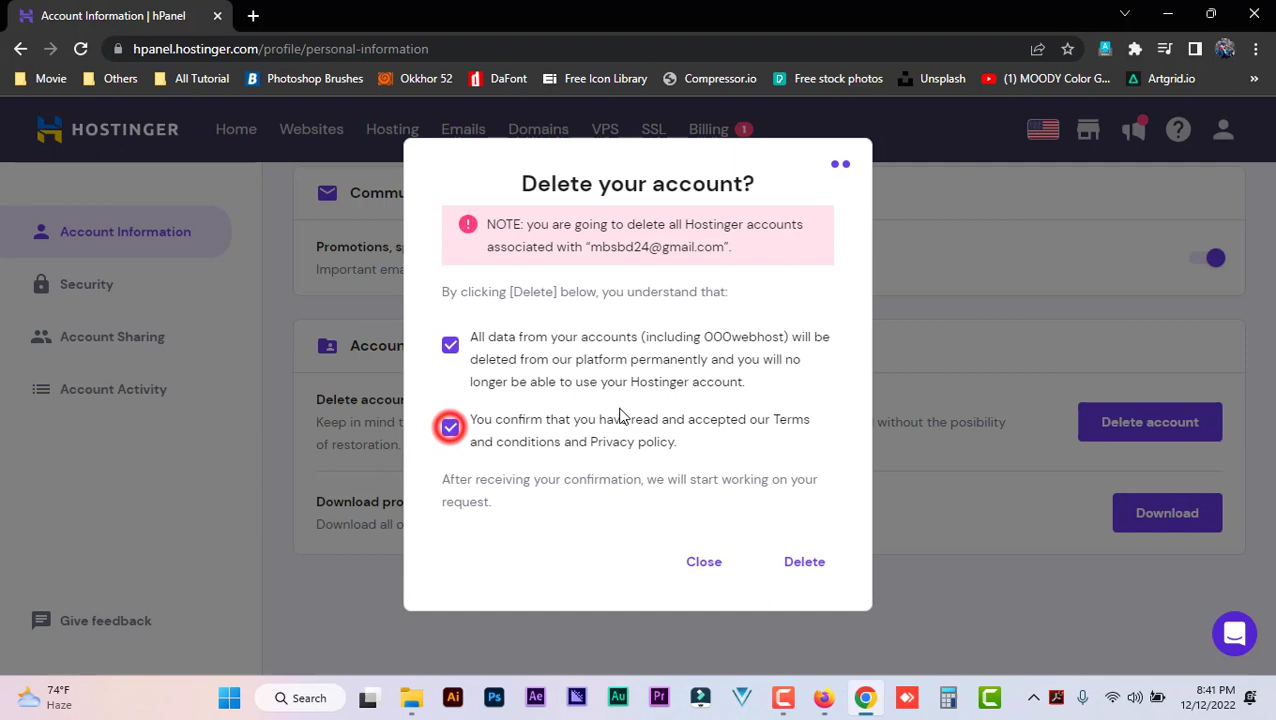 Account Information | hPanel
hpanel.hostinger.com/profile/personal-information
Movie Others All Tutorial Photoshop Brushes Okkhor 52 DaFont Free Icon Library Compressor.io Free stock photos Unsplash (1) MOODY Color G... Artgrid.io »
HOSTINGER Home Websites Hosting Emails Domains VPS SSL Billing 1
Account Information
Security
Account Sharing
Account Activity
Give feedback
Commu
Promotions, s
Important ema
Accoun
Delete accou
Keep in mind t
d without the posibility
of restoration.
Delete account
Download pro
Download all o
Download
Delete your account?
NOTE: you are going to delete all Hostinger accounts
associated with “mbsbd24@gmail.com”.
By clicking [Delete] below, you understand that:
All data from your accounts (including 000webhost) will be
deleted from our platform permanently and you will no
longer be able to use your Hostinger account.
You confirm that you have read and accepted our Terms
and conditions and Privacy policy.
After receiving your confirmation, we will start working on your
request.
Close Delete
74°F
Haze
Search
Ai Ps Ae Au Pr
8:41 PM
12/12/2022